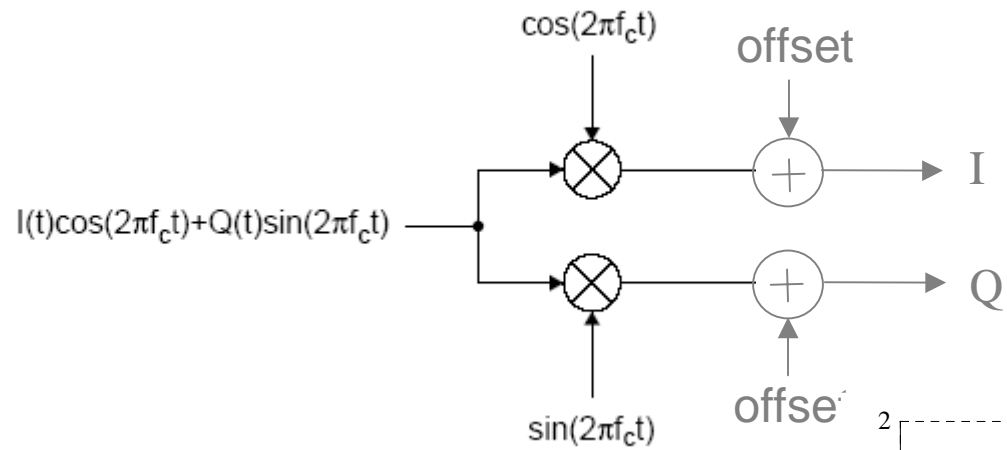 cos(2πf_ct)
offset
I
I(t)cos(2πf_ct)+Q(t)sin(2πf_ct)
Q
sin(2πf_ct)
2